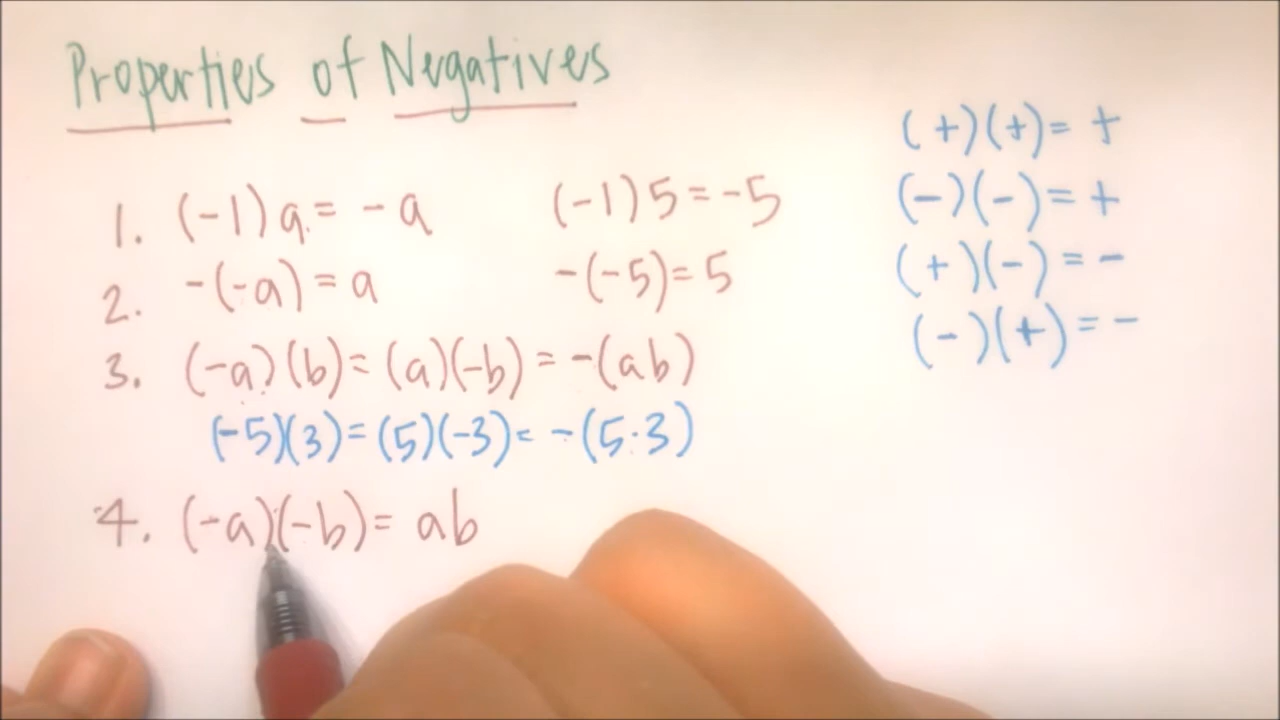 Properties of Negatives
1. (-1)a = -a
(-1)5 = -5
2. -(-a) = a
-(-5) = 5
3. (-a)(b) = (a)(-b) = -(ab)
(-5)(3) = (5)(-3) = -(5·3)
4. (-a)(-b) = ab
(+)(+) = +
(-)(-) = +
(+)(-) = -
(-)(+) = -